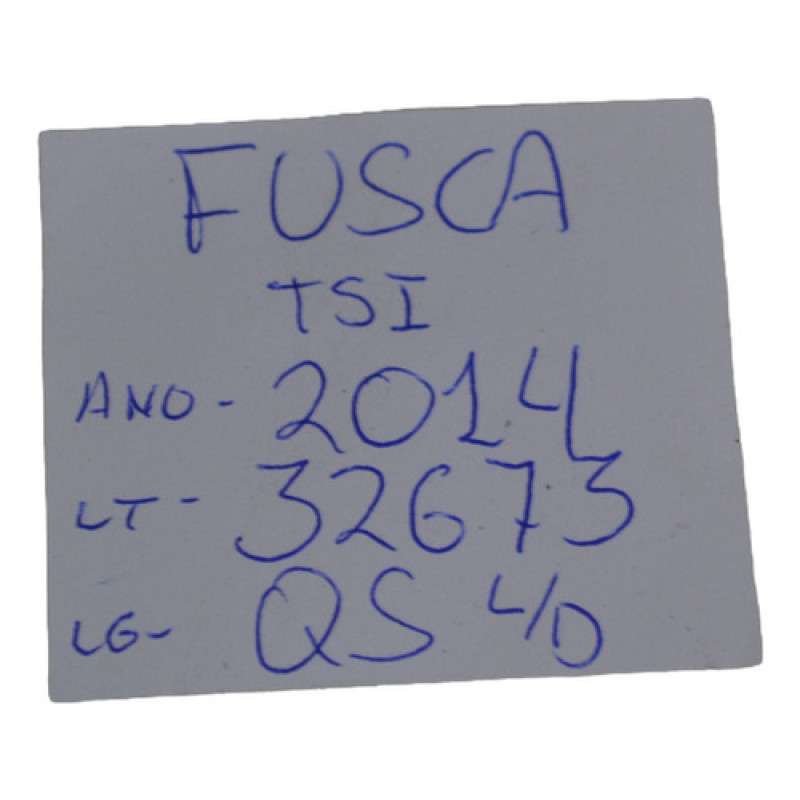 FUSCA
TSI
ANO- 2014
LT- 32673
LG- QS L/D